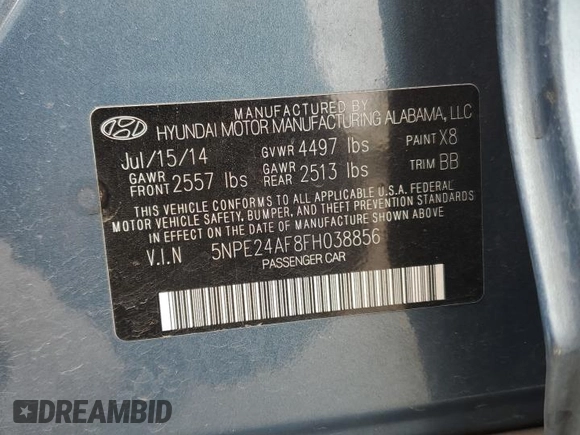 MANUFACTURED BY
HYUNDAI MOTOR MANUFACTURING ALABAMA, LLC
Jul/15/14 GVWR 4497 lbs PAINT X8
GAWR FRONT 2557 lbs GAWR REAR 2513 lbs TRIM BB
THIS VEHICLE CONFORMS TO ALL APPLICABLE U.S.A. FEDERAL
MOTOR VEHICLE SAFETY, BUMPER, AND THEFT PREVENTION STANDARDS
IN EFFECT ON THE DATE OF MANUFACTURE SHOWN ABOVE.
V.I.N 5NPE24AF8FH038856
PASSENGER CAR
DREAMBID